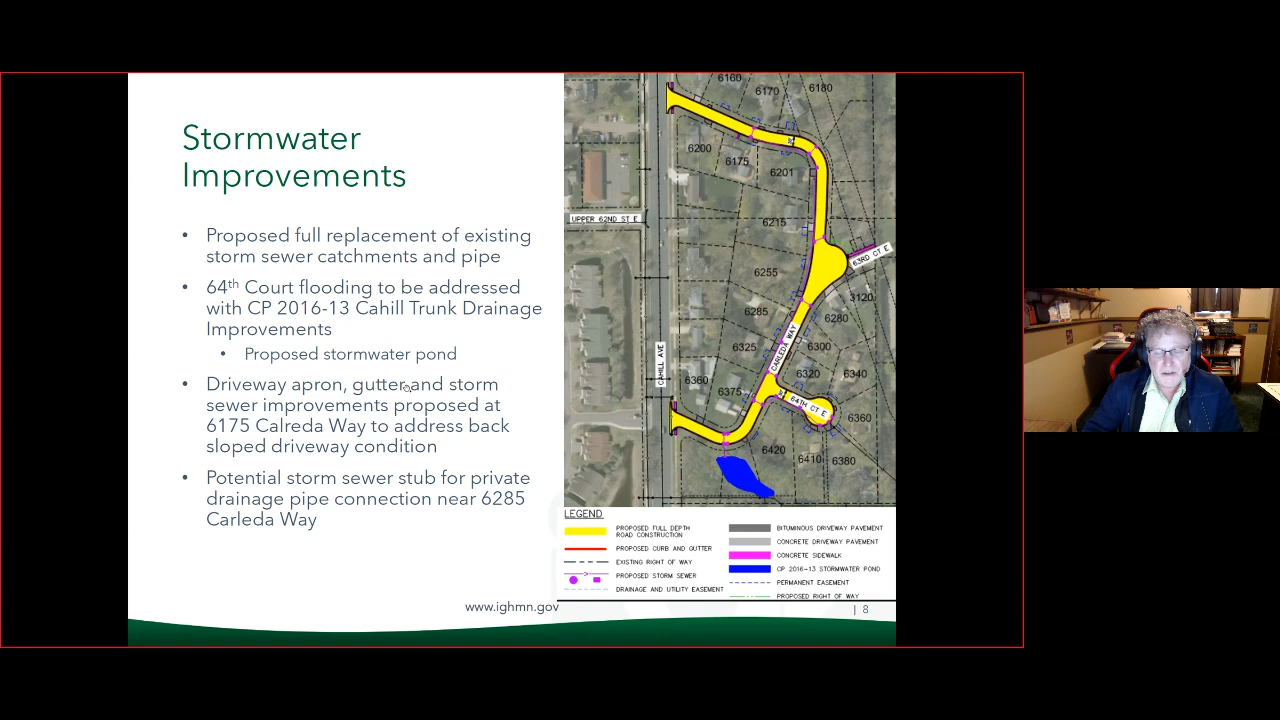 Stormwater
Improvements
• Proposed full replacement of existing
storm sewer catchments and pipe
• 64th Court flooding to be addressed
with CP 2016-13 Cahill Trunk Drainage
Improvements
• Proposed stormwater pond
• Driveway apron, gutter and storm
sewer improvements proposed at
6175 Calreda Way to address back
sloped driveway condition
• Potential storm sewer stub for private
drainage pipe connection near 6285
Carleda Way
www.ighmn.gov
6160
6170
6180
6200
6175
6201
UPPER 62ND ST E
6215
63RD CT E
6255
3120
6285
6280
CARLEDA WAY
6325
6300
CAHILL AVE
6360
6375
6320
6340
64TH CT E
6360
6420
6410
6380
LEGEND
PROPOSED FULL DEPTH
ROAD CONSTRUCTION
PROPOSED CURB AND GUTTER
EXISTING RIGHT OF WAY
PROPOSED STORM SEWER
DRAINAGE AND UTILITY EASEMENT
BITUMINOUS DRIVEWAY PAVEMENT
CONCRETE DRIVEWAY PAVEMENT
CONCRETE SIDEWALK
CP 2016-13 STORMWATER POND
PERMANENT EASEMENT
PROPOSED RIGHT OF WAY
| 8